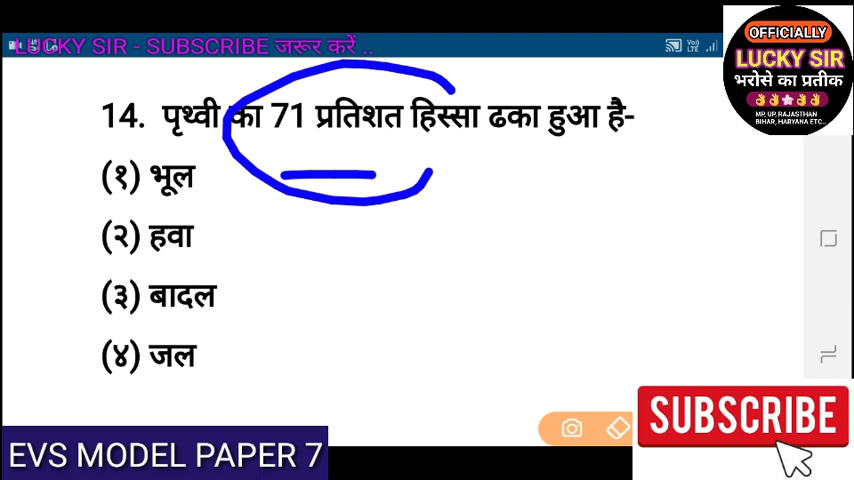 LUCKY SIR - SUBSCRIBE जरूर करें ..
OFFICIALLY
LUCKY SIR
भरोसे का प्रतीक
MP, UP, RAJASTHAN
BIHAR, HARYANA ETC..
14. पृथ्वी का 71 प्रतिशत हिस्सा ढका हुआ है-
(१) भूल
(२) हवा
(३) बादल
(४) जल
SUBSCRIBE
EVS MODEL PAPER 7